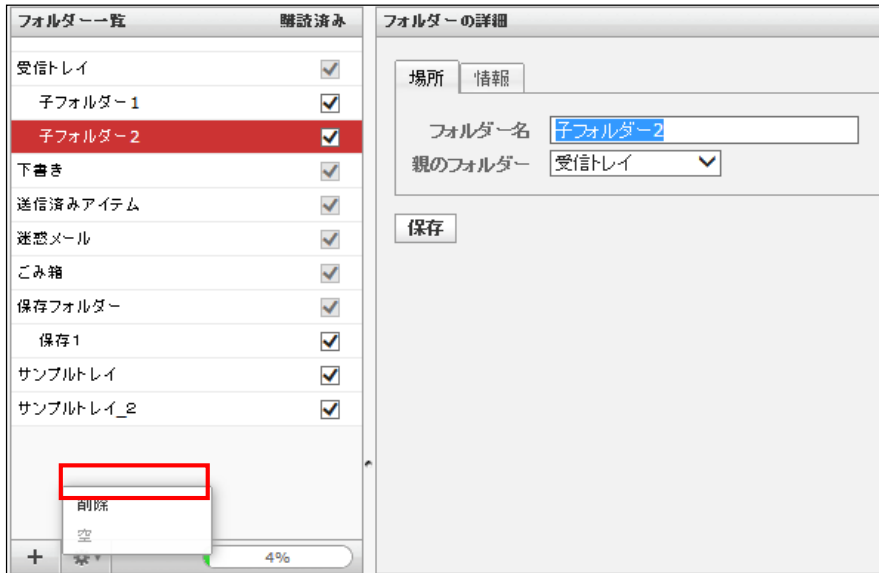 フォルダー一覧 購読済み
受信トレイ
子フォルダー1
子フォルダー2
下書き
送信済みアイテム
迷惑メール
ごみ箱
保存フォルダー
保存1
サンプルトレイ
サンプルトレイ_2
削除
空
+ 4%
フォルダーの詳細
場所 情報
フォルダー名 子フォルダー2
親のフォルダー 受信トレイ
保存